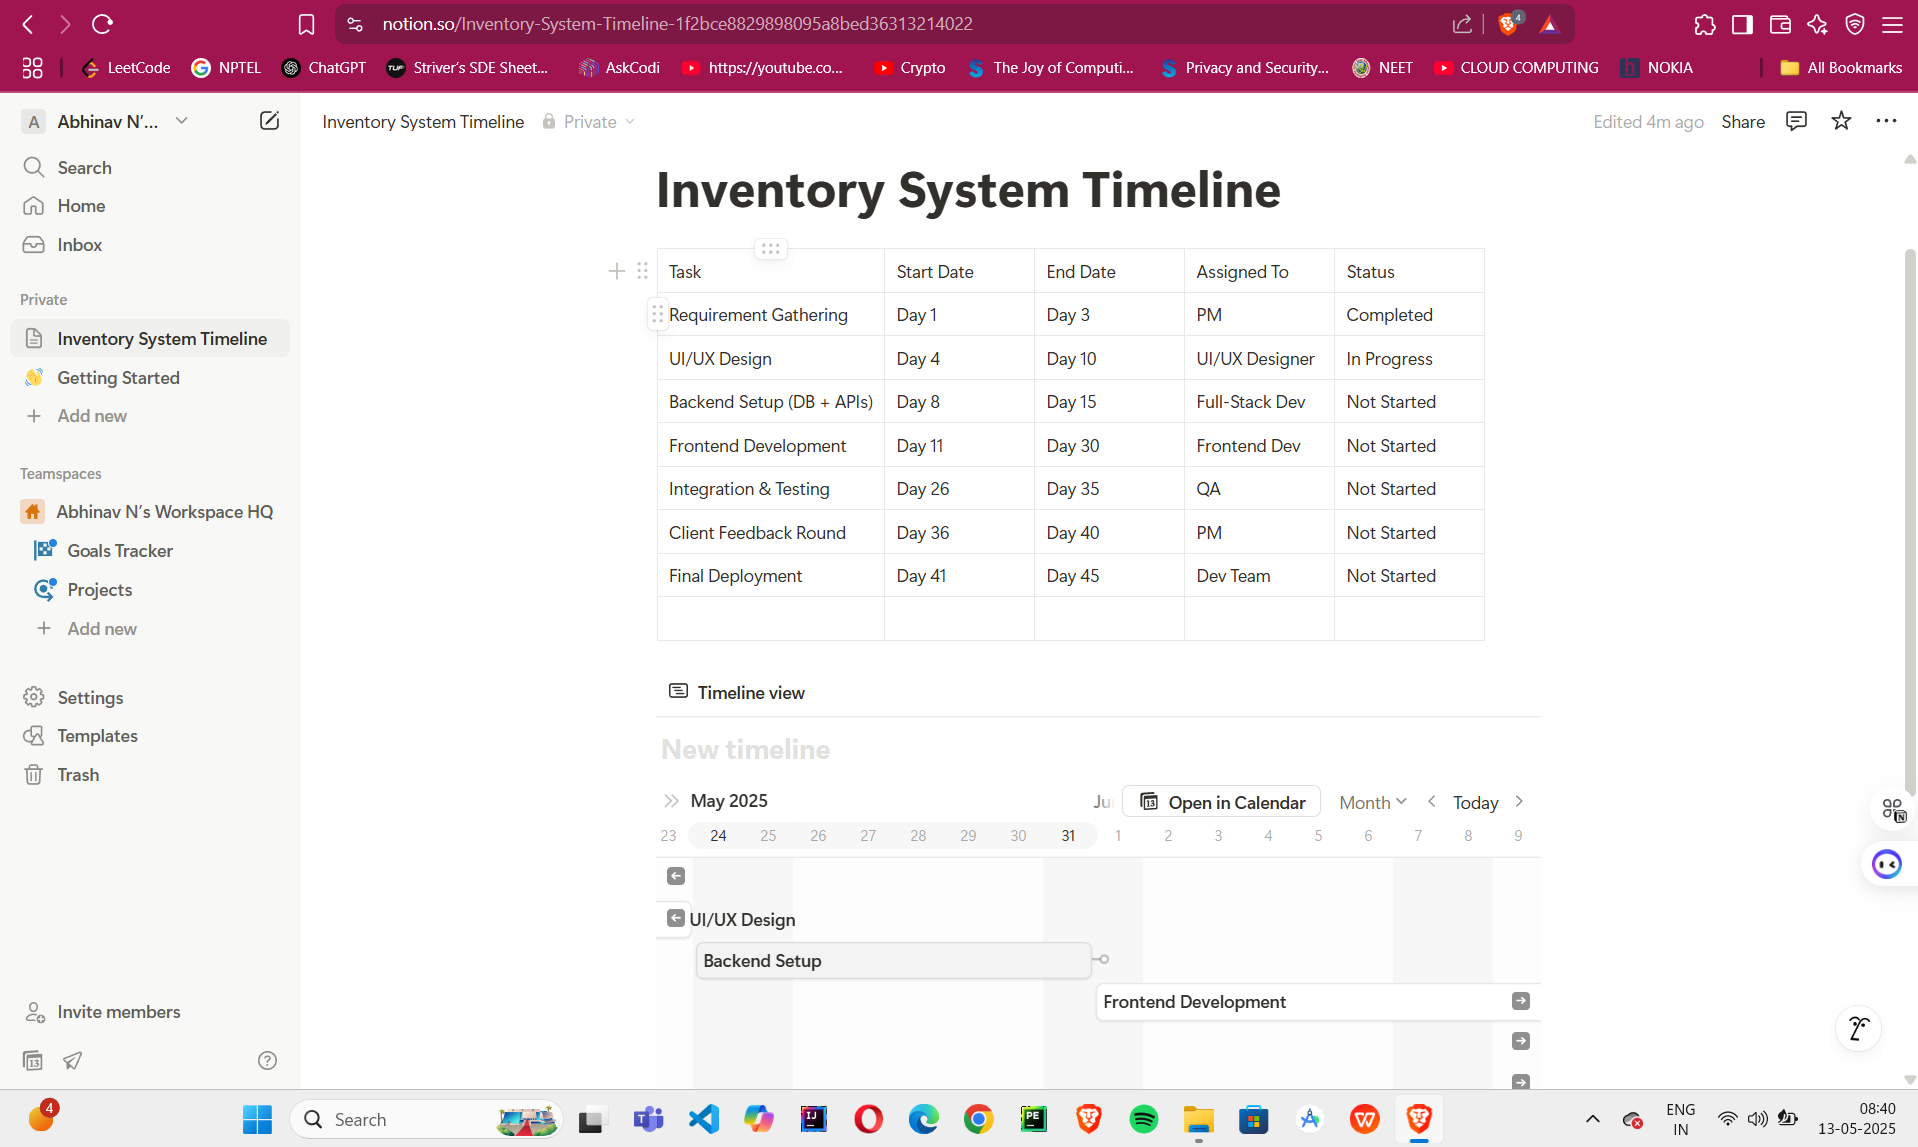 notion.so/Inventory-System-Timeline-1f2bce8829898095a8bed36313214022
4
LeetCode
NPTEL
ChatGPT
Striver's SDE Sheet...
AskCodi
https://youtube.co...
Crypto
The Joy of Computi...
Privacy and Security...
NEET
CLOUD COMPUTING
NOKIA
All Bookmarks
A Abhinav N'...
Search
Home
Inbox
Private
Inventory System Timeline
Getting Started
Add new
Teamspaces
Abhinav N's Workspace HQ
Goals Tracker
Projects
Add new
Settings
Templates
Trash
Invite members
13
Inventory System Timeline Private
Edited 4m ago Share
Inventory System Timeline
Task Start Date End Date Assigned To Status
Requirement Gathering Day 1 Day 3 PM Completed
UI/UX Design Day 4 Day 10 UI/UX Designer In Progress
Backend Setup (DB + APIs) Day 8 Day 15 Full-Stack Dev Not Started
Frontend Development Day 11 Day 30 Frontend Dev Not Started
Integration & Testing Day 26 Day 35 QA Not Started
Client Feedback Round Day 36 Day 40 PM Not Started
Final Deployment Day 41 Day 45 Dev Team Not Started
Timeline view
New timeline
May 2025 Ju 13 Open in Calendar Month Today
23 24 25 26 27 28 29 30 31 1 2 3 4 5 6 7 8 9
UI/UX Design
Backend Setup
Frontend Development
4
Search
IJ
PE
ENG
IN
08:40
13-05-2025